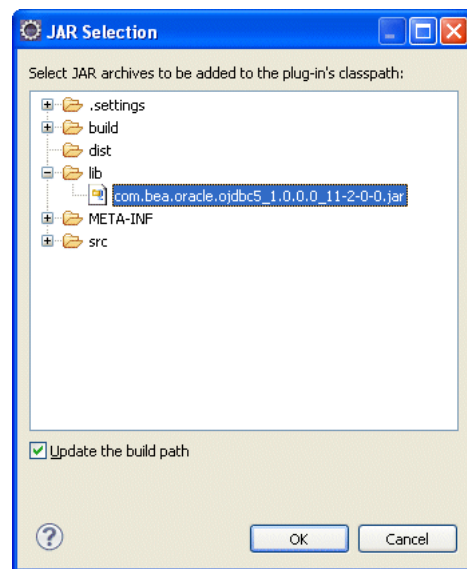 JAR Selection
Select JAR archives to be added to the plug-in's classpath:
.settings
build
dist
lib
com.bea.oracle.ojdbc5_1.0.0.0_11-2-0-0.jar
META-INF
src
Update the build path
? OK Cancel